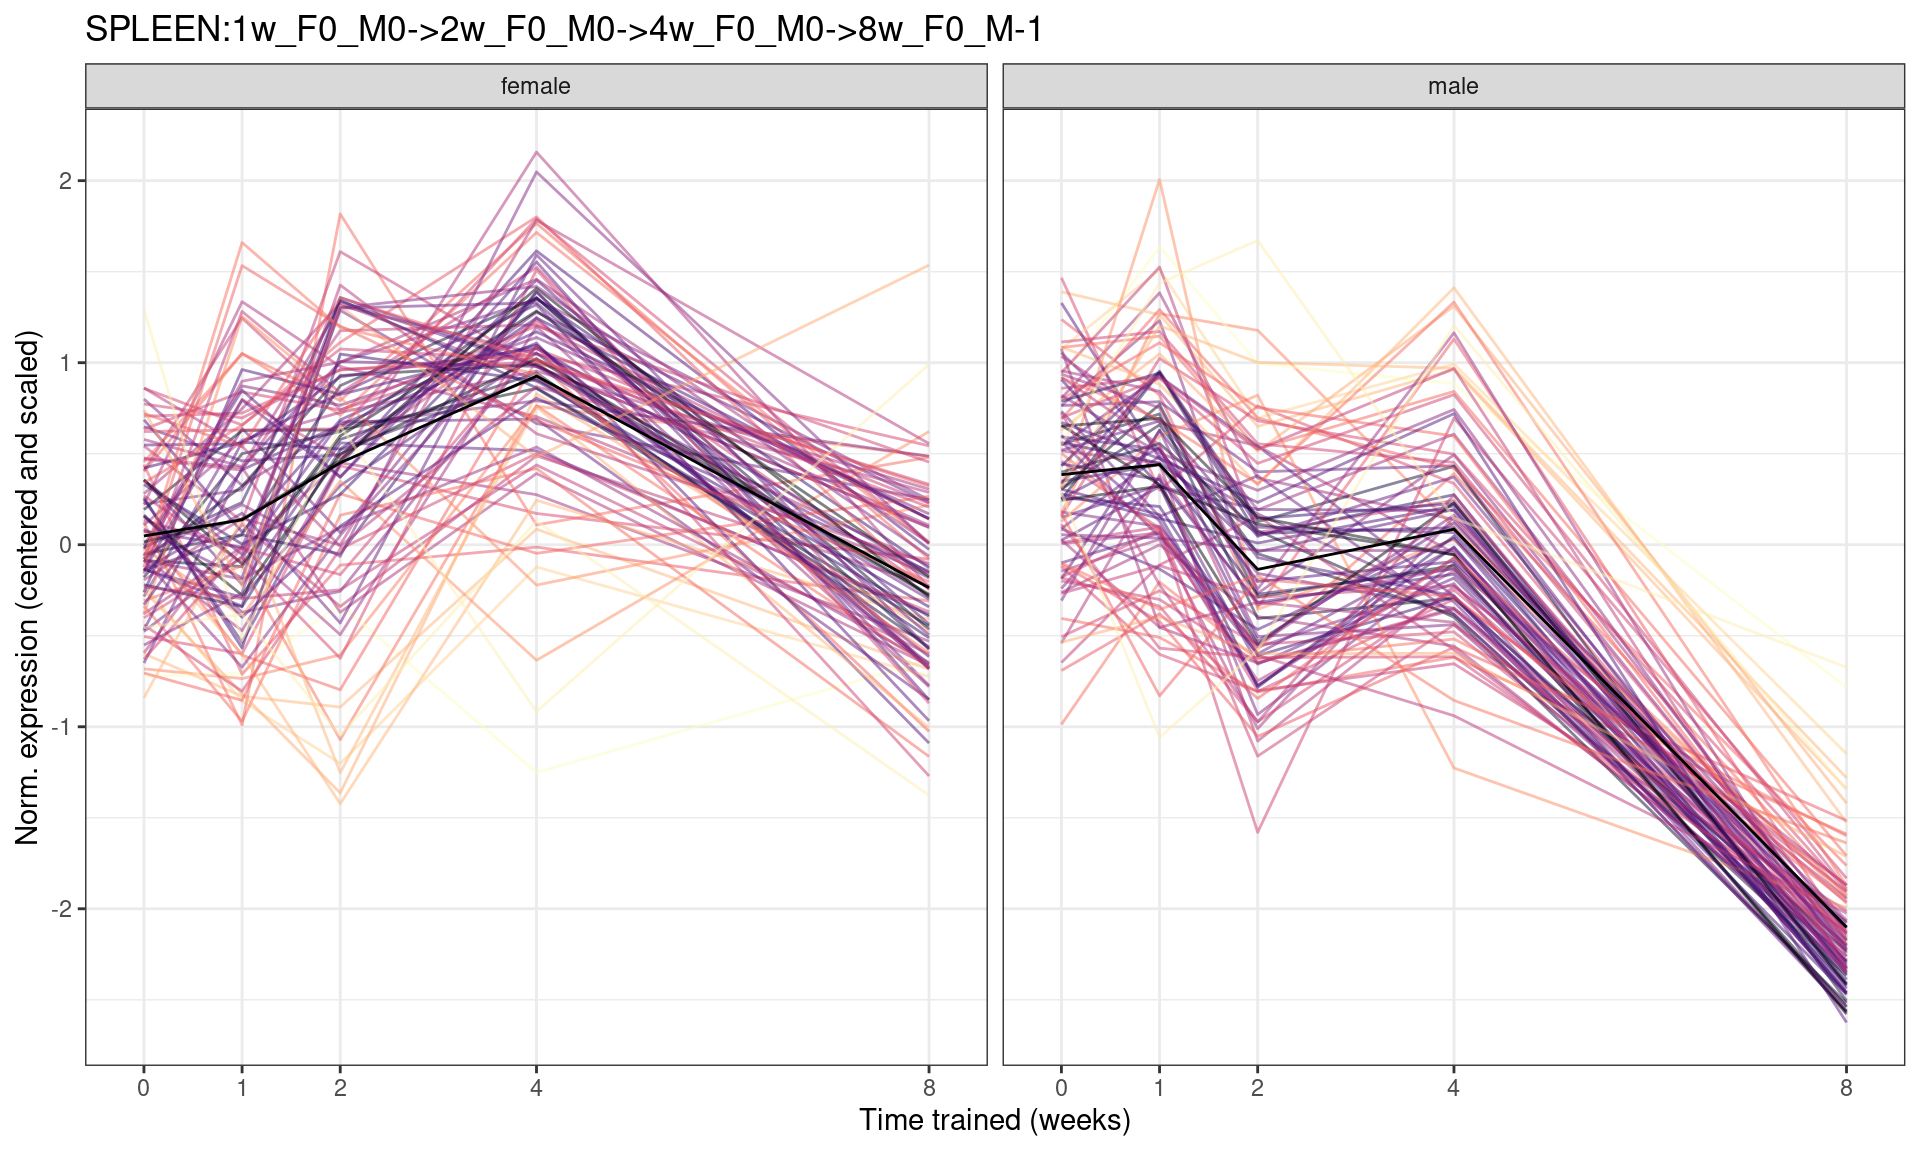 SPLEEN:1w_F0_M0->2w_F0_M0->4w_F0_M0->8w_F0_M-1
female
male
Norm. expression (centered and scaled)
2
1
0
-1
-2
0 1 2 4 8
0 1 2 4 8
Time trained (weeks)